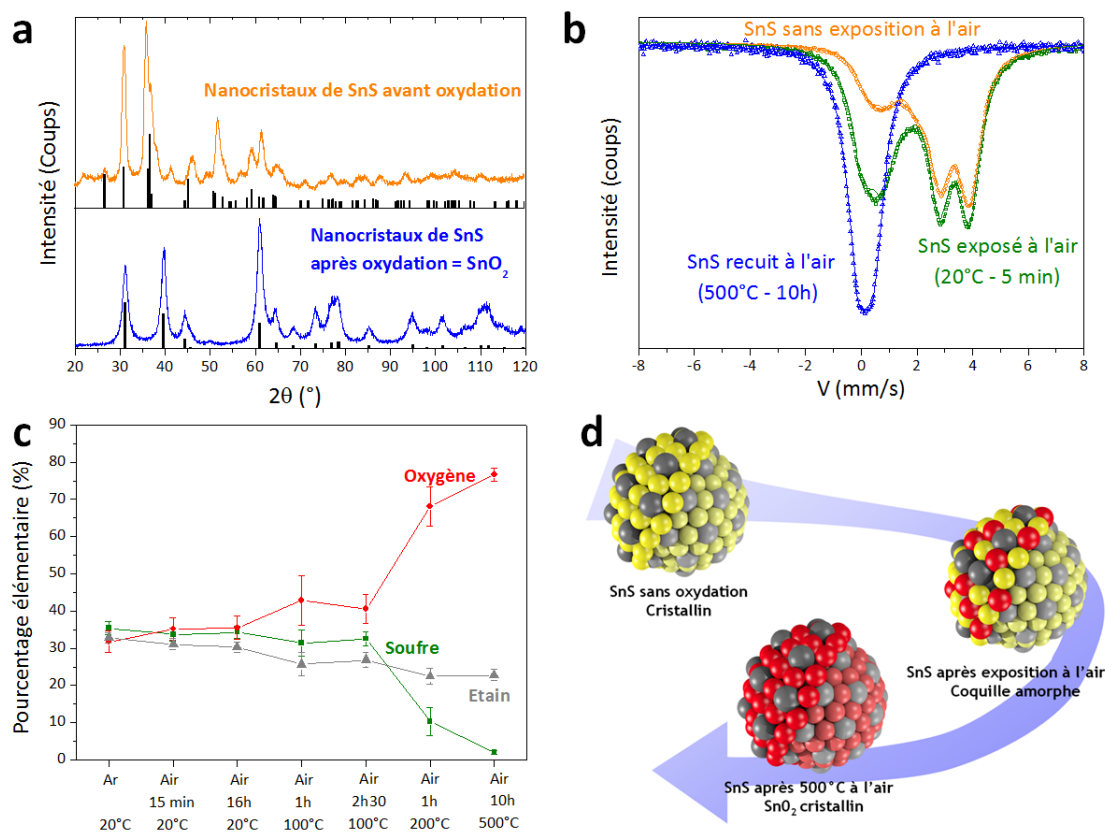 a
Intensité (Coups)
Nanocristaux de SnS avant oxydation
Nanocristaux de SnS
après oxydation = SnO₂
20 30 40 50 60 70 80 90 100 110 120
2θ (°)
b
Intensité (coups)
SnS sans exposition à l'air
SnS recuit à l'air
(500°C - 10h)
SnS exposé à l'air
(20°C - 5 min)
-8 -6 -4 -2 0 2 4 6 8
V (mm/s)
c
Pourcentage élémentaire (%)
90
80
70
60
50
40
30
20
10
0
Oxygène
Soufre
Etain
Ar Air Air Air Air Air Air
15 min 16h 1h 2h30 1h 10h
20°C 20°C 20°C 100°C 100°C 200°C 500°C
d
SnS sans oxydation
Cristallin
SnS après exposition à l'air
Coquille amorphe
SnS après 500°C à l'air
Sn0₂ cristallin